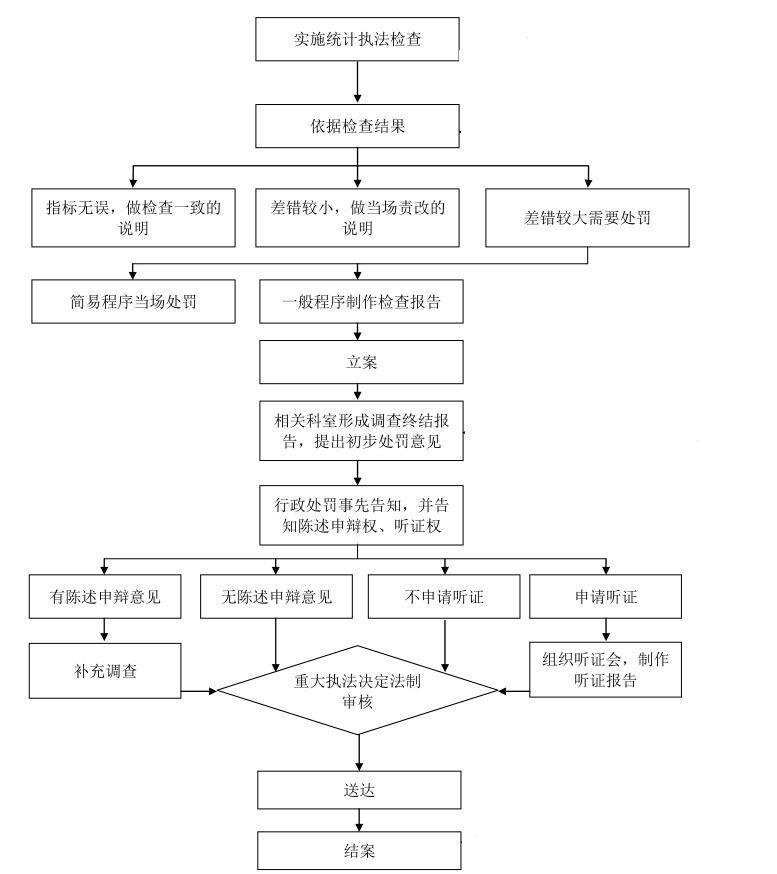 实施统计执法检查
依据检查结果
指标无误，做检查一致的
说明
差错较小，做当场责改的
说明
差错较大需要处罚
简易程序当场处罚
一般程序制作检查报告
立案
相关科室形成调查终结报
告，提出初步处罚意见
行政处罚事先告知，并告
知陈述申辩权、听证权
有陈述申辩意见
无陈述申辩意见
不申请听证
申请听证
补充调查
组织听证会，制作
听证报告
重大执法决定法制
审核
送达
结案